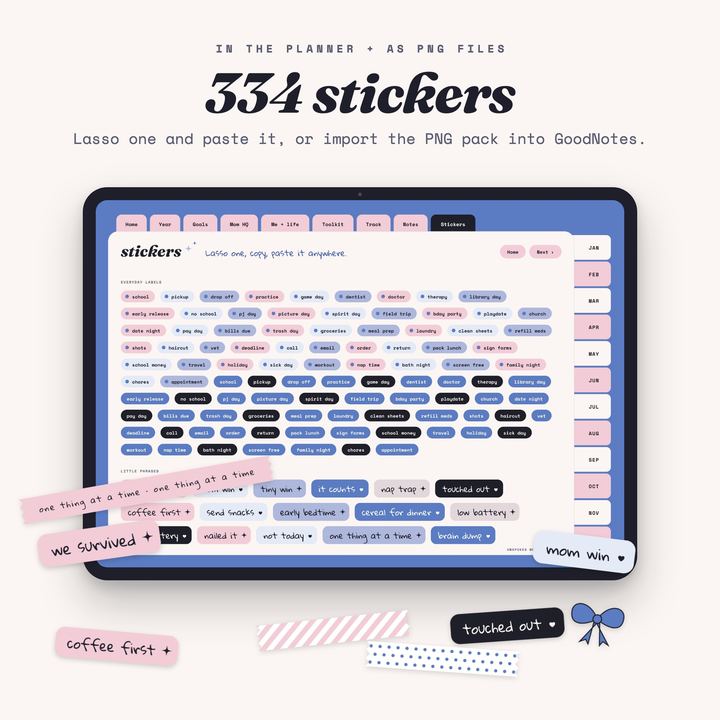 IN THE PLANNER + AS PNG FILES
334 stickers
Lasso one and paste it, or import the PNG pack into GoodNotes.
Home Year Goals Mom HQ Me + life Toolkit Track Notes Stickers
stickers Lasso one, copy, paste it anywhere. Home Next ›
JAN
FEB
MAR
APR
MAY
JUN
JUL
AUG
SEP
OCT
NOV
EVERYDAY LABELS
school pickup drop off practice game day dentist doctor therapy library day
early release no school pj day picture day spirit day field trip bday party playdate church
date night pay day bills due trash day groceries meal prep laundry clean sheets refill meds
shots haircut vet deadline call email order return pack lunch sign forms
school money travel holiday sick day workout nap time bath night screen free family night
chores appointment school pickup drop off practice game day dentist doctor therapy library day
early release no school pj day picture day spirit day field trip bday party playdate church date night
pay day bills due trash day groceries meal prep laundry clean sheets refill meds shots haircut vet
deadline call email order return pack lunch sign forms school money travel holiday sick day
workout nap time bath night screen free family night chores appointment
LITTLE PHRASES
win ♥ tiny win + it counts ♥ nap trap + touched out ♥
coffee first + send snacks ♥ early bedtime + cereal for dinner ♥ low battery +
tery ♥ nailed it + not today ♥ one thing at a time + brain dump ♥
one thing at a time · one thing at a time +
we survived +
mom win ♥
coffee first +
touched out ♥